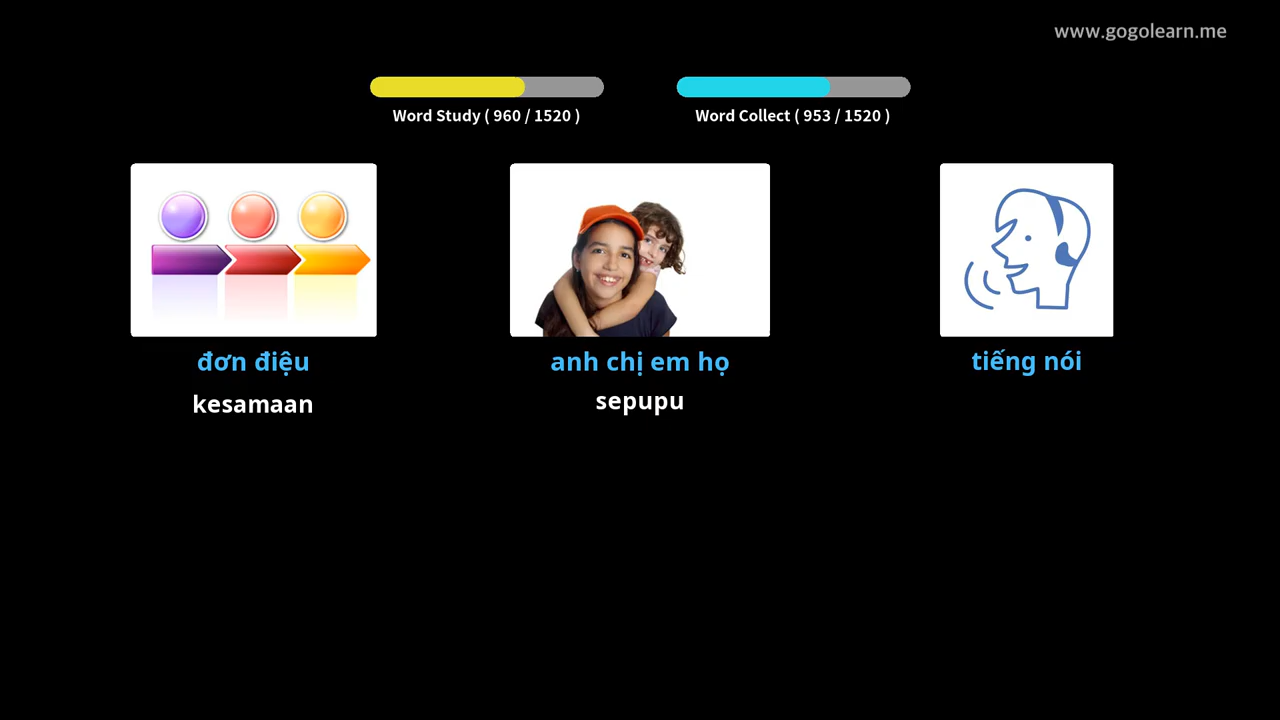 www.gogolearn.me
Word Study ( 960 / 1520 )
Word Collect ( 953 / 1520 )
đơn điệu
anh chị em họ
tiếng nói
kesamaan
sepupu